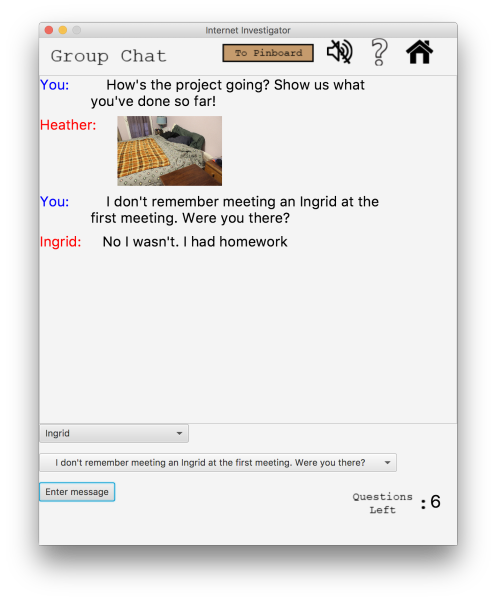 Internet Investigator
Group Chat
To Pinboard
You: How's the project going? Show us what
you've done so far!
Heather:
You: I don't remember meeting an Ingrid at the
first meeting. Were you there?
Ingrid: No I wasn't. I had homework
Ingrid
I don't remember meeting an Ingrid at the first meeting. Were you there?
Enter message
Questions
Left : 6